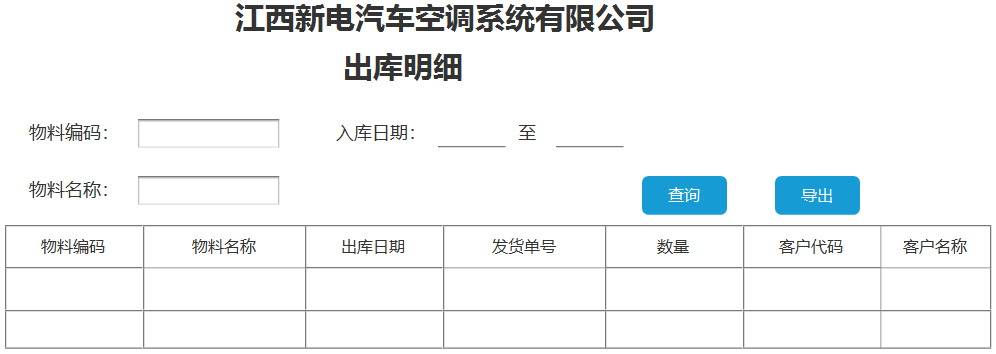 江西新电汽车空调系统有限公司
出库明细
物料编码： 入库日期： 至
物料名称： 查询 导出
物料编码 物料名称 出库日期 发货单号 数量 客户代码 客户名称